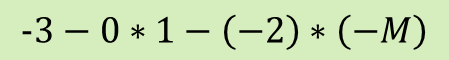 -3 − 0 * 1 − (−2) * (−M)